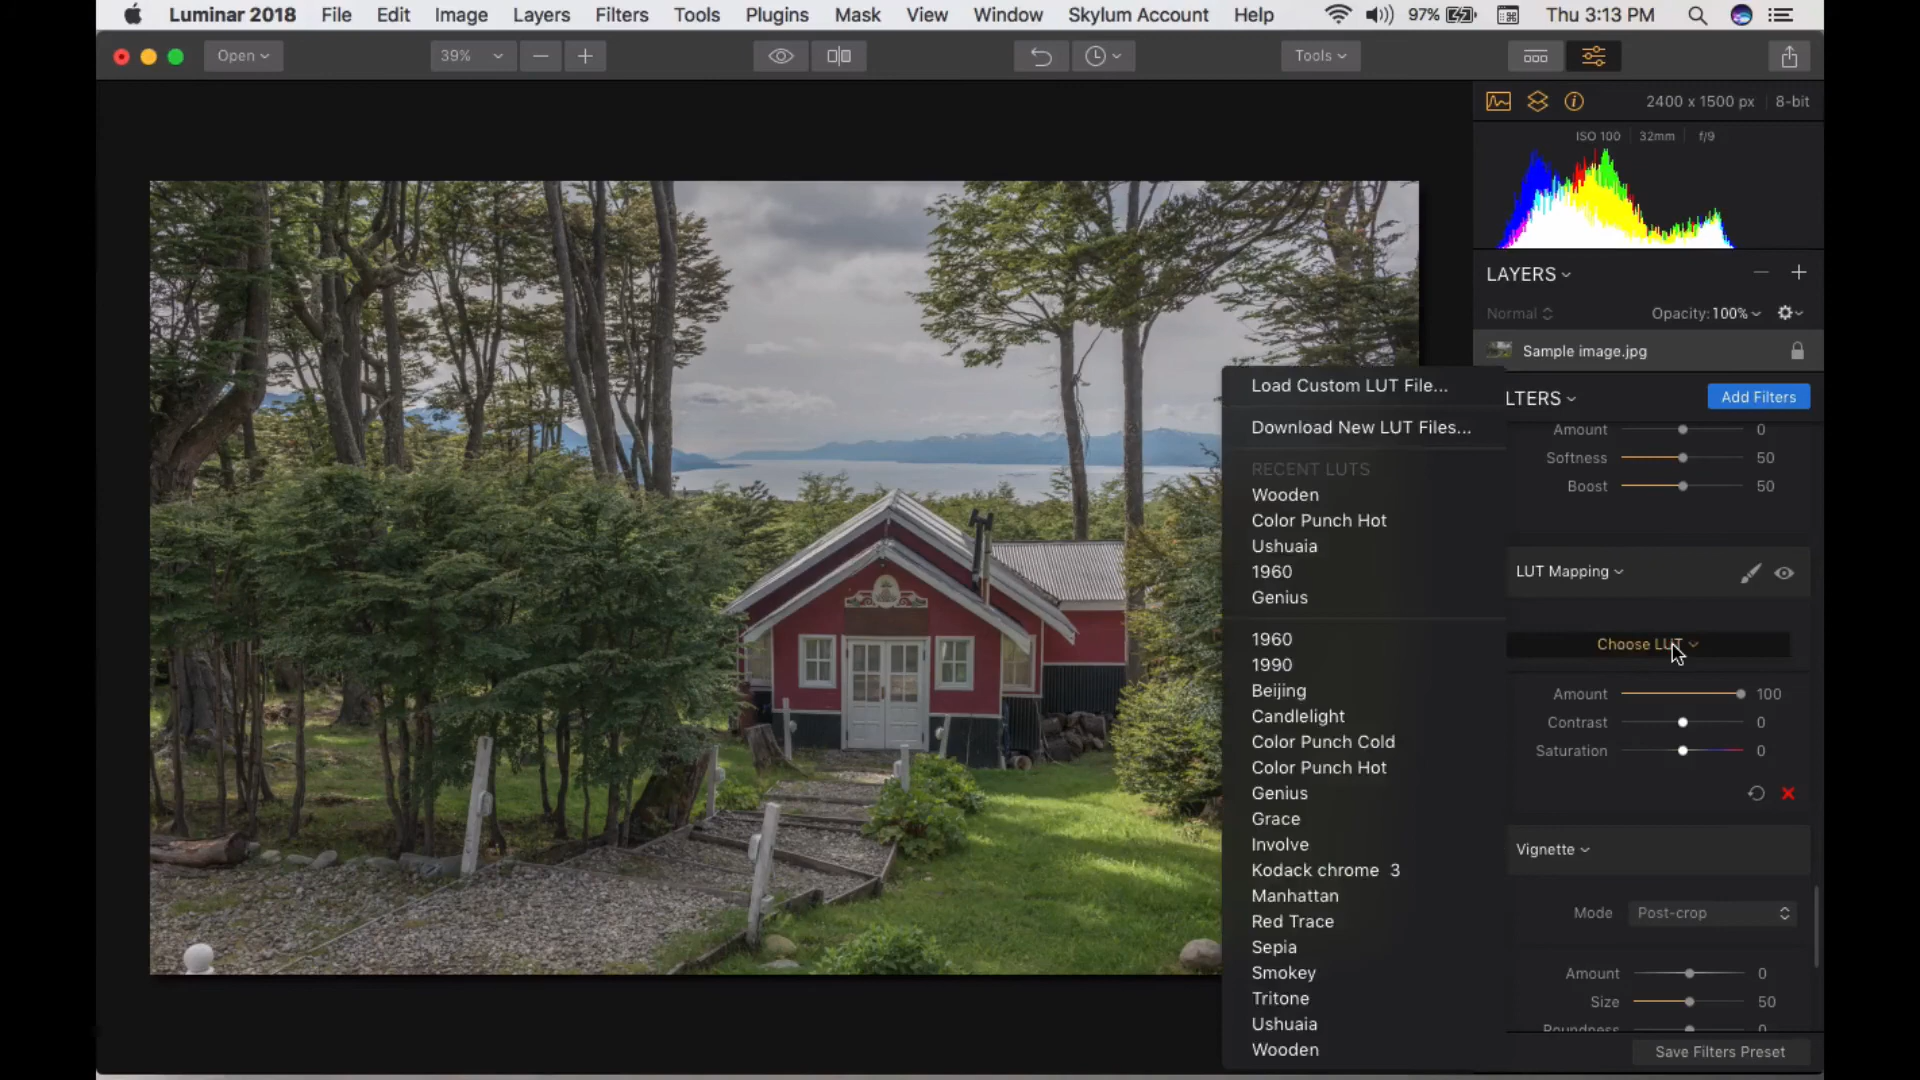 Luminar 2018 File Edit Image Layers Filters Tools Plugins Mask View Window Skylum Account Help 97% Thu 3:13 PM
Open 39% Tools
2400 x 1500 px 8-bit
ISO 100 32mm f/9
LAYERS
Normal Opacity: 100%
Sample image.jpg
LTERS Add Filters
Amount 0
Softness 50
Boost 50
LUT Mapping
Choose LUT
Amount 100
Contrast 0
Saturation 0
Vignette
Mode Post-crop
Amount 0
Size 50
Roundness 0
Save Filters Preset
Load Custom LUT File...
Download New LUT Files...
RECENT LUTS
Wooden
Color Punch Hot
Ushuaia
1960
Genius
1960
1990
Beijing
Candlelight
Color Punch Cold
Color Punch Hot
Genius
Grace
Involve
Kodack chrome 3
Manhattan
Red Trace
Sepia
Smokey
Tritone
Ushuaia
Wooden